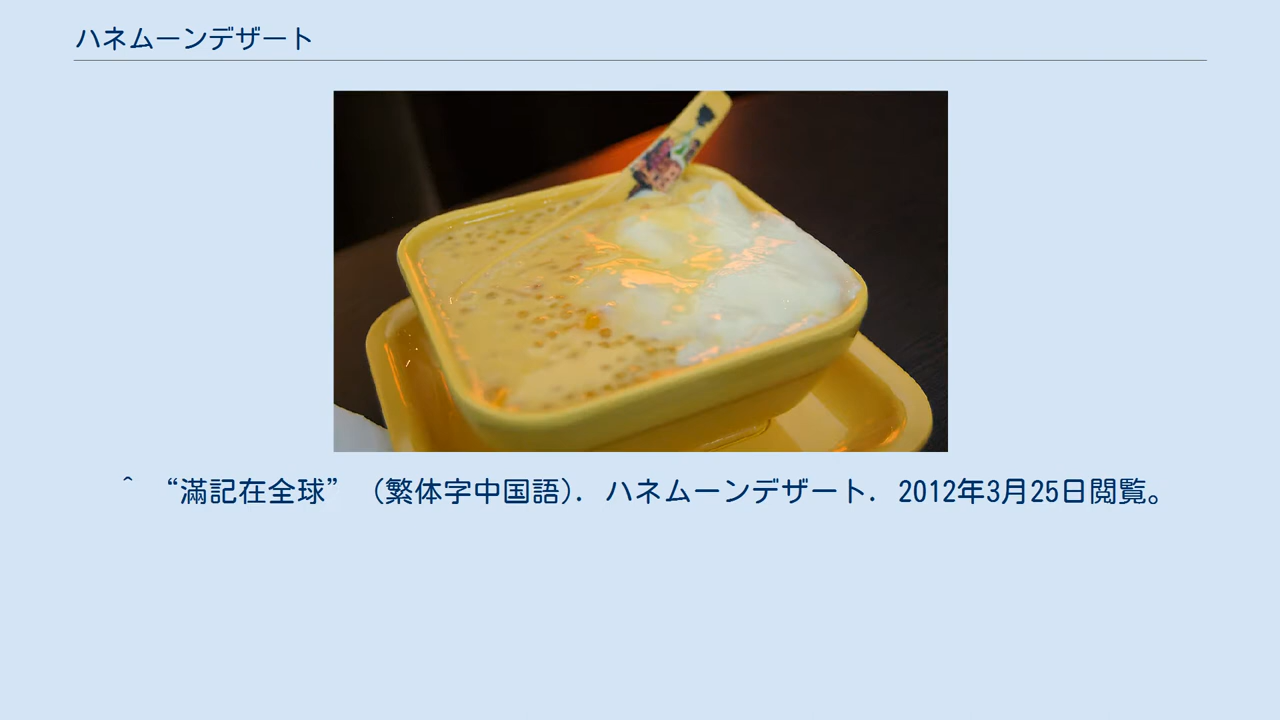 ハネムーンデザート
^ “滿記在全球” (繁体字中国語). ハネムーンデザート. 2012年3月25日閲覧。